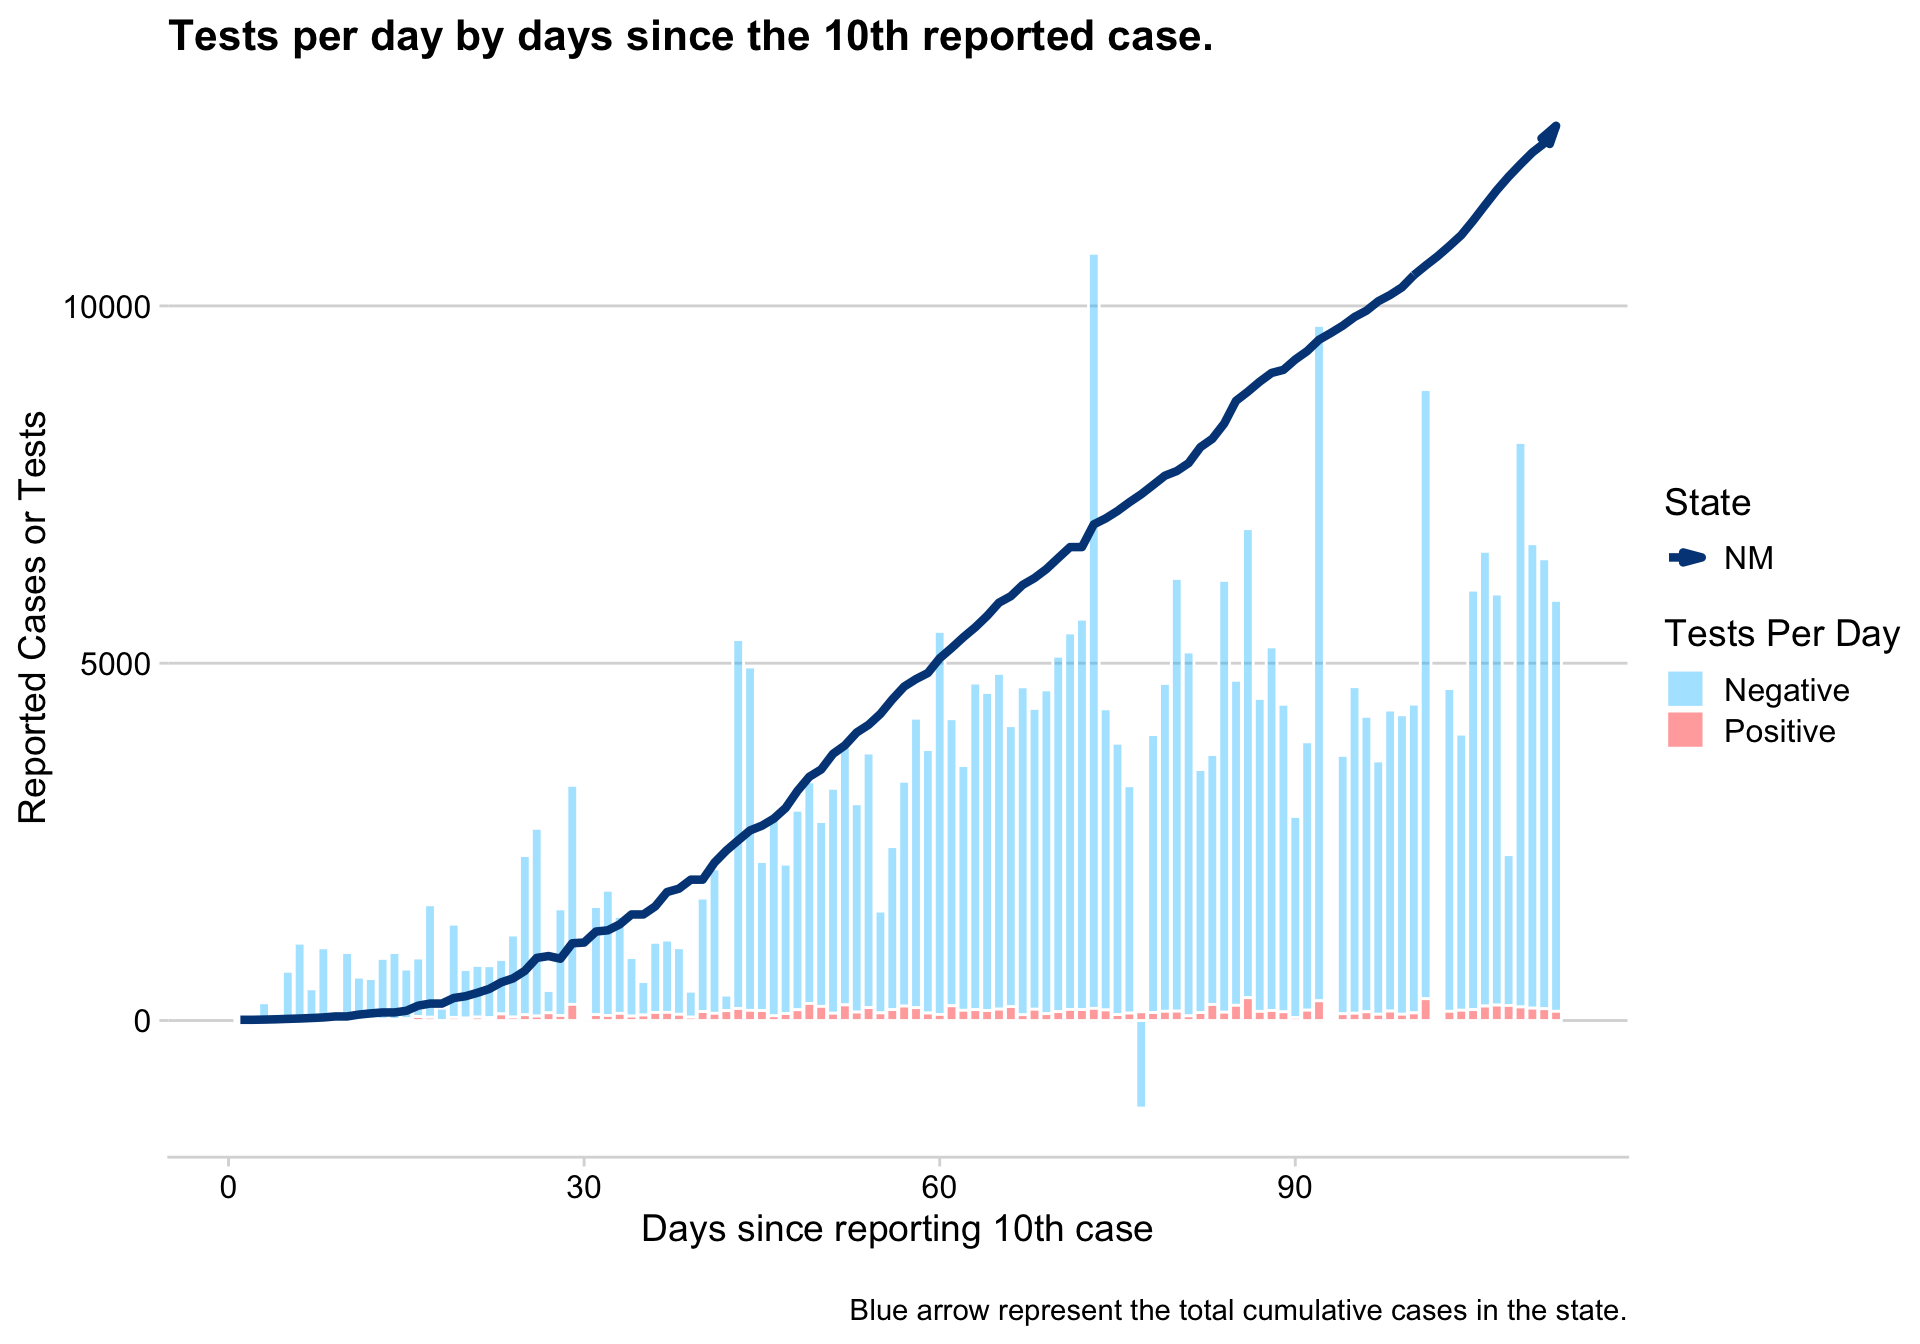 Tests per day by days since the 10th reported case.
10000
5000
0
Reported Cases or Tests
0 30 60 90
Days since reporting 10th case
State
NM
Tests Per Day
Negative
Positive
Blue arrow represent the total cumulative cases in the state.